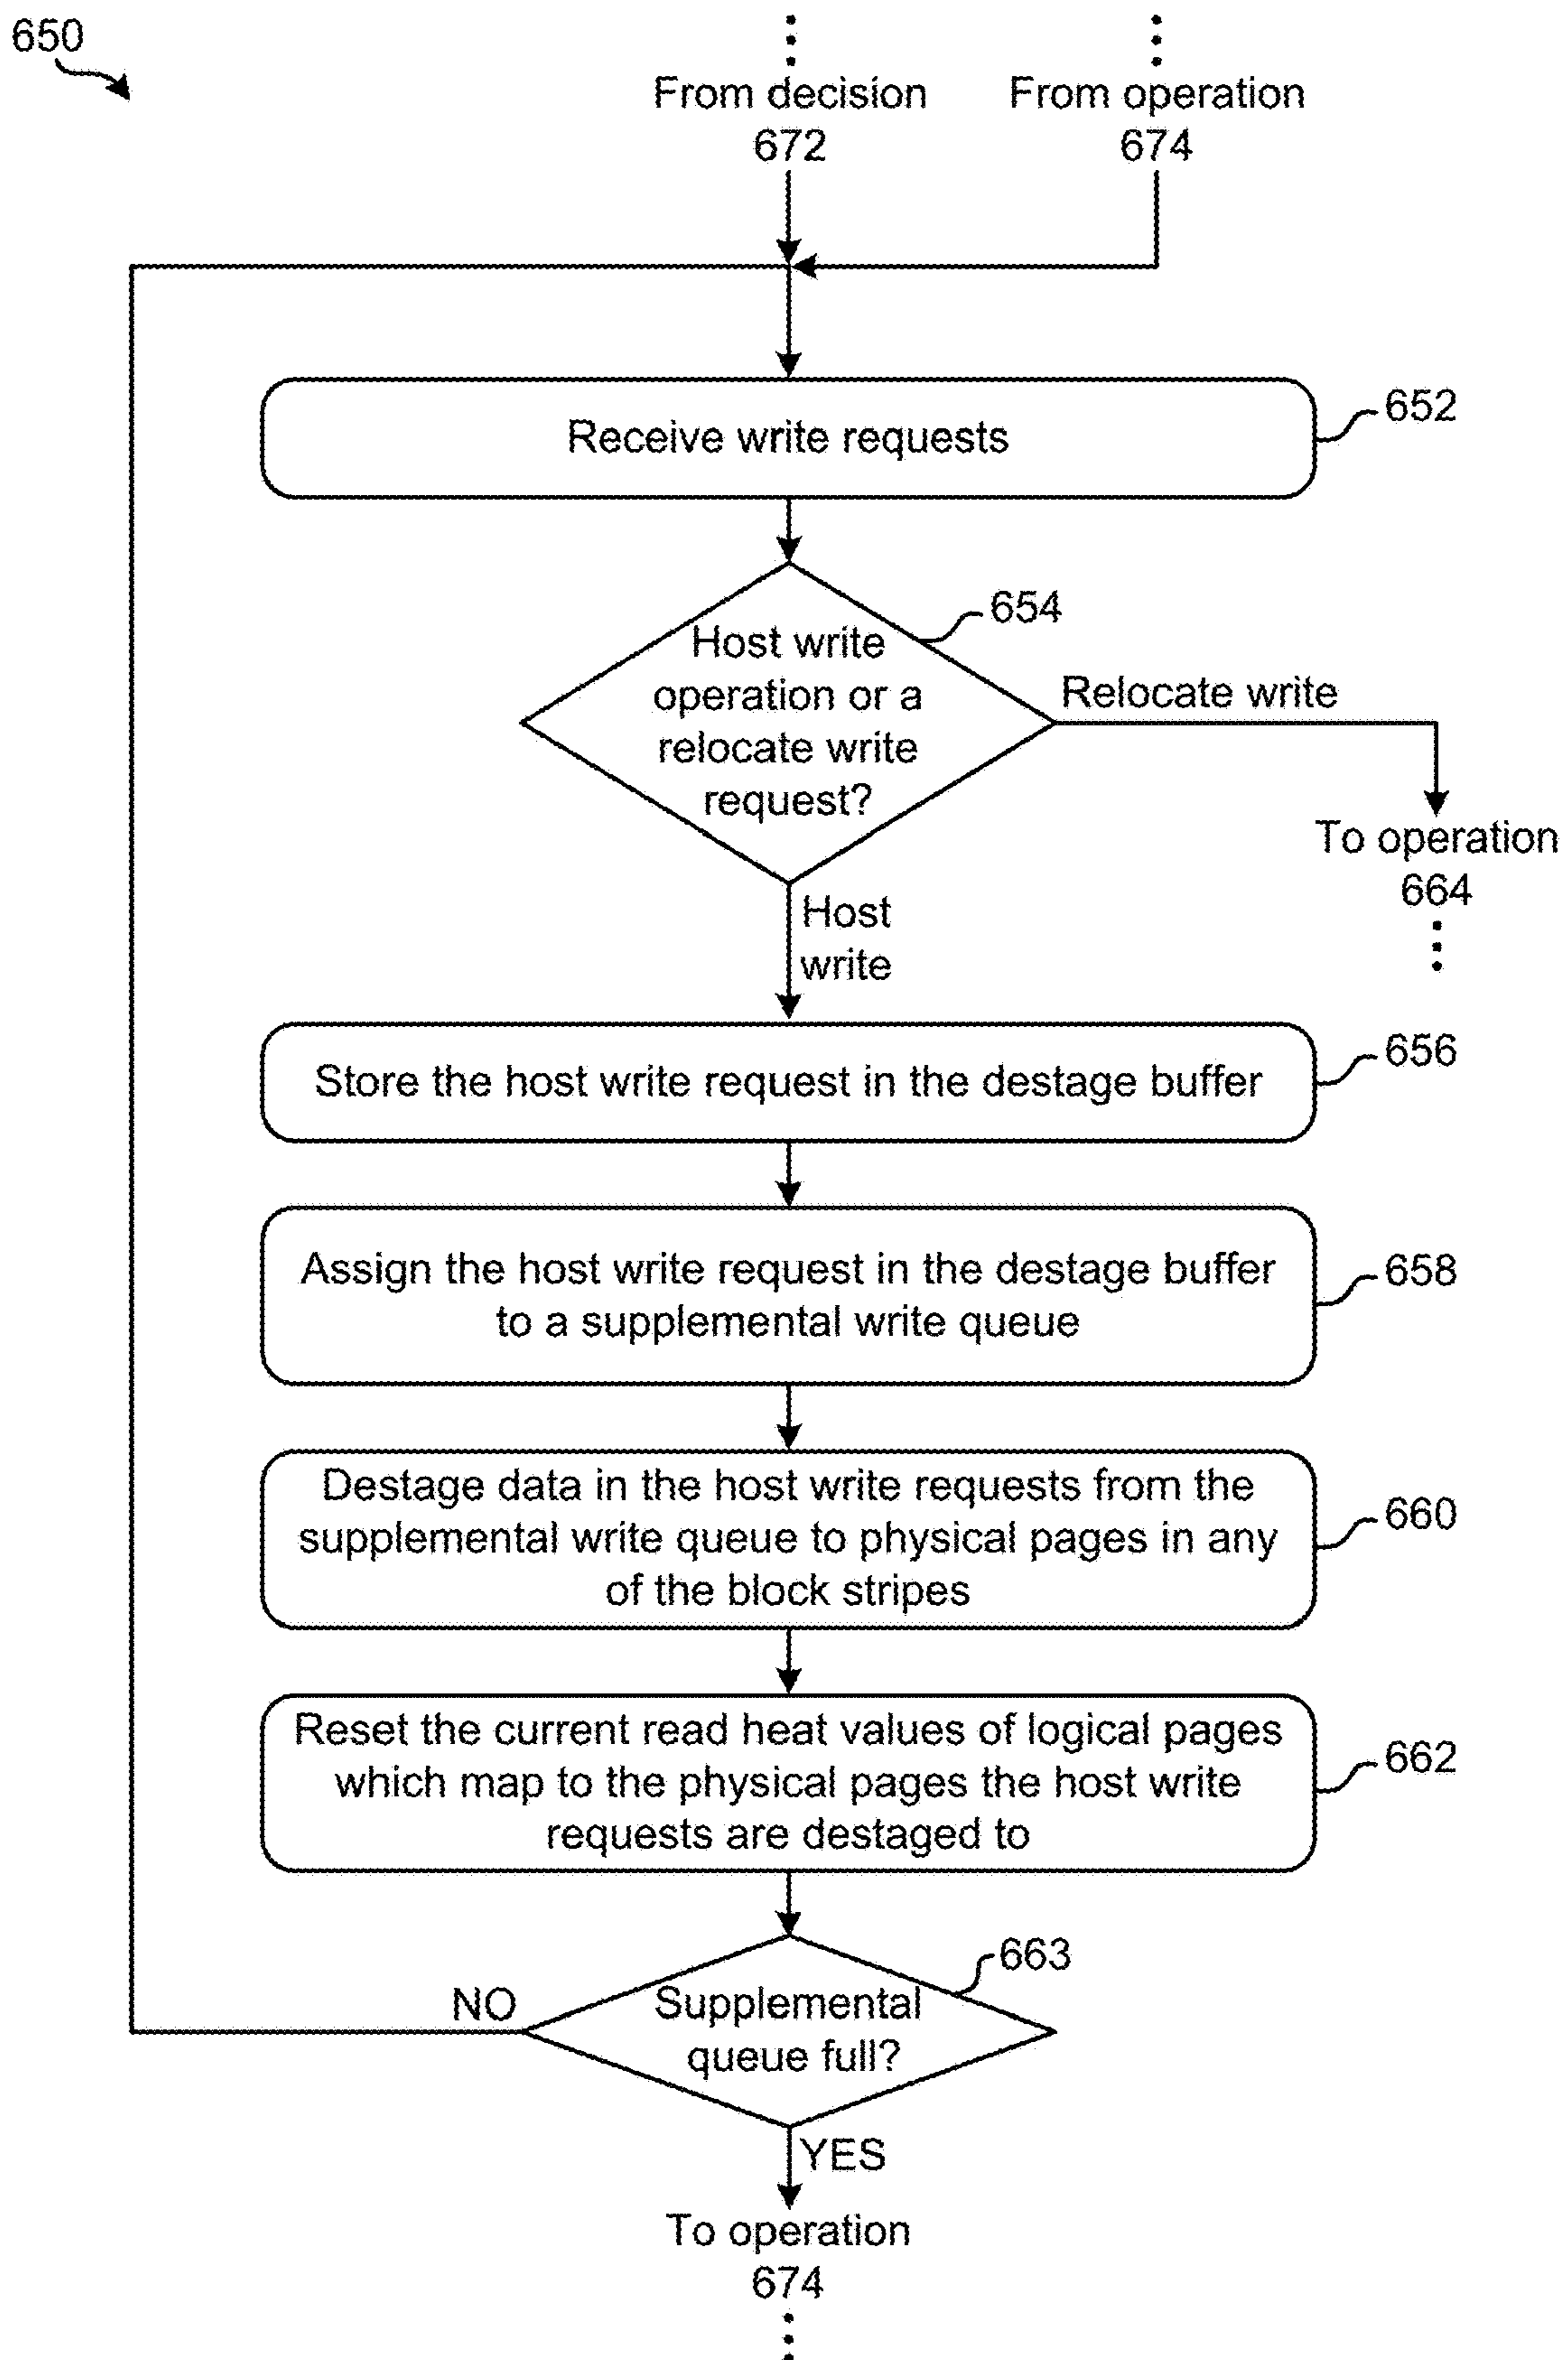 650
From decision
672
From operation
674
Receive write requests
652
654
Host write
operation or a
relocate write
request?
Relocate write
To operation
664
Host
write
Store the host write request in the destage buffer
656
Assign the host write request in the destage buffer
to a supplemental write queue
658
Destage data in the host write requests from the
supplemental write queue to physical pages in any
of the block stripes
660
Reset the current read heat values of logical pages
which map to the physical pages the host write
requests are destaged to
662
663
NO
Supplemental
queue full?
YES
To operation
674